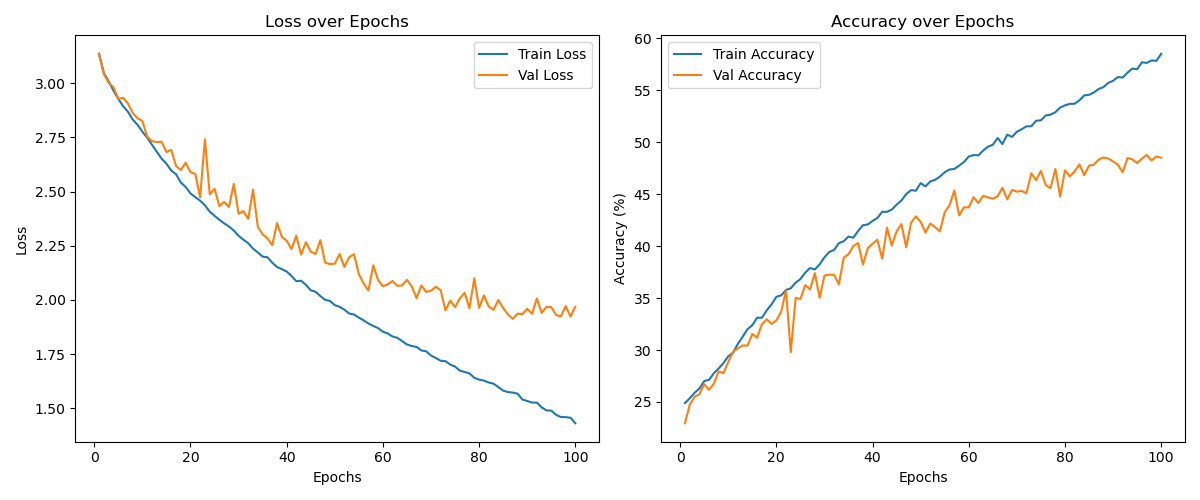 Loss over Epochs
Train Loss
Val Loss
3.00
2.75
2.50
2.25
2.00
1.75
1.50
Loss
0 20 40 60 80 100
Epochs
Accuracy over Epochs
Train Accuracy
Val Accuracy
60
55
50
45
40
35
30
25
Accuracy (%)
0 20 40 60 80 100
Epochs